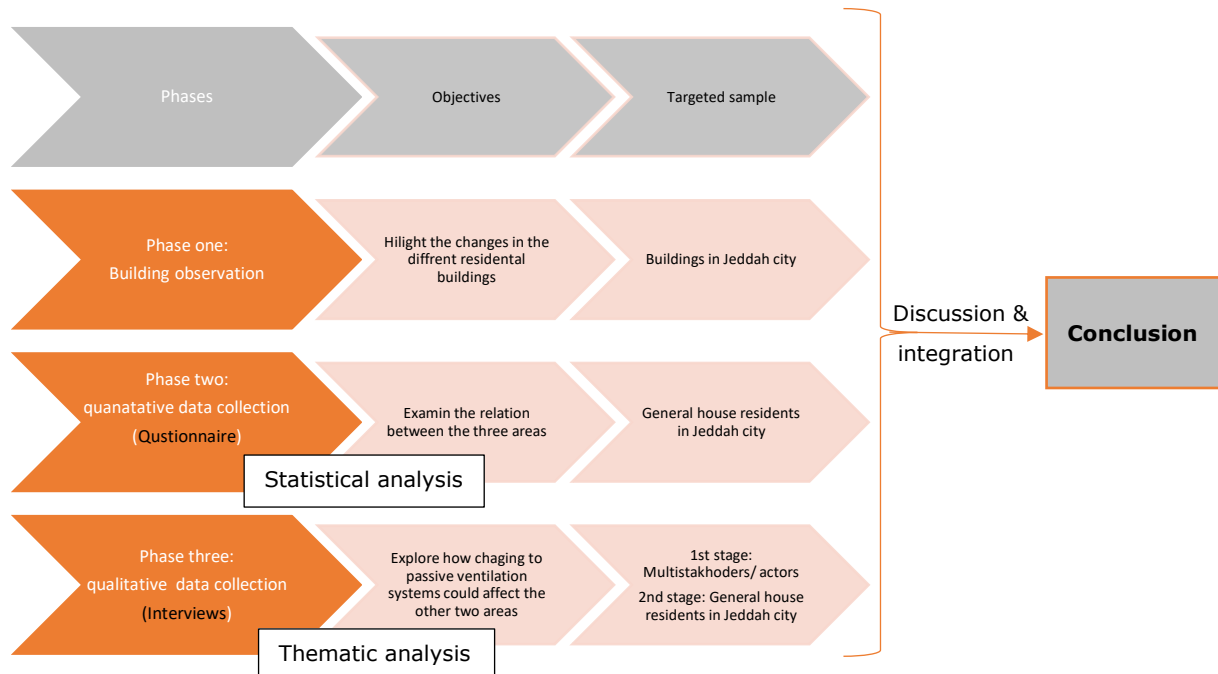 Phases
Objectives
Targeted sample
Phase one:
Building observation
Hilight the changes in the
diffrent residental
buildings
Buildings in Jeddah city
Phase two:
quanatative data collection
(Qustionnaire)
Statistical analysis
Examin the relation
between the three areas
General house residents
in Jeddah city
Phase three:
qualitative data collection
(Interviews)
Thematic analysis
Explore how chaging to
passive ventilation
systems could affect the
other two areas
1st stage:
Multistakhoders/ actors
2nd stage: General house
residents in Jeddah city
Discussion &
integration
Conclusion